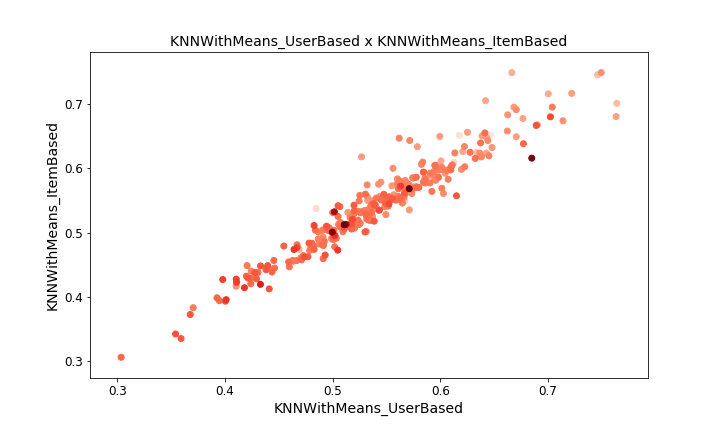 KNNWithMeans_UserBased x KNNWithMeans_ItemBased
KNNWithMeans_ItemBased
0.7
0.6
0.5
0.4
0.3
0.3 0.4 0.5 0.6 0.7
KNNWithMeans_UserBased